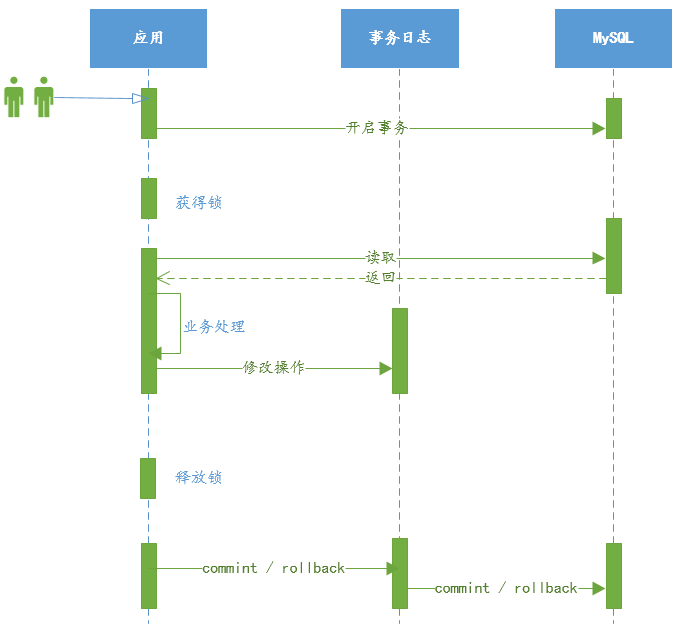 应用
事务日志
MySQL
开启事务
获得锁
读取
返回
业务处理
修改操作
释放锁
commint / rollback
commint / rollback